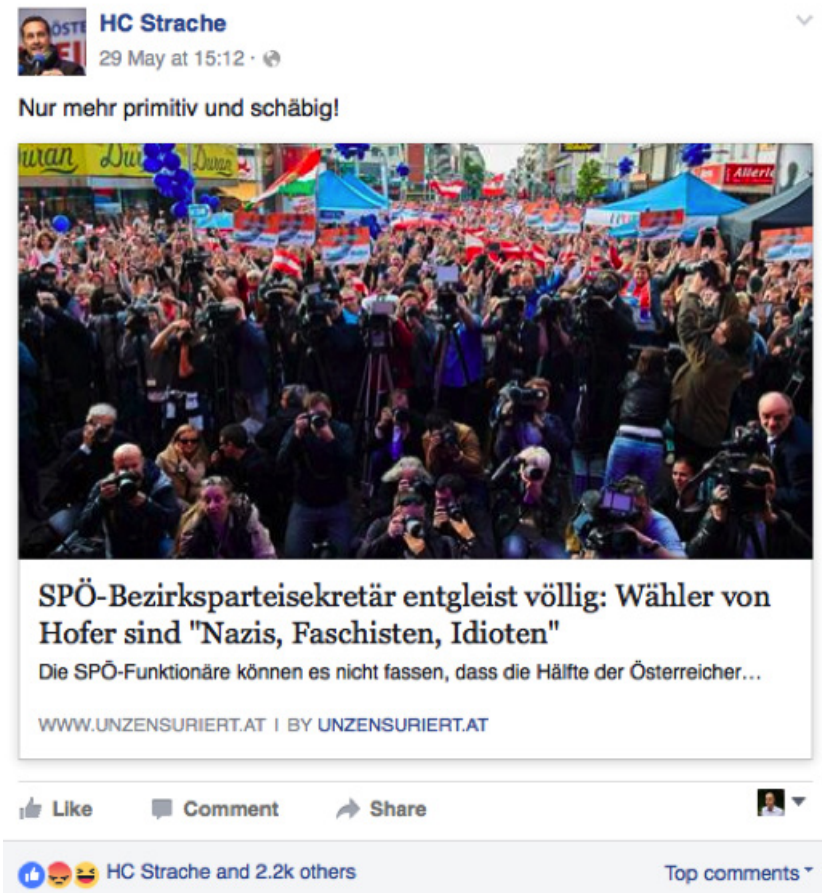 HC Strache
29 May at 15:12 ·
Nur mehr primitiv und schäbig!
Duran
Allerle
SPÖ-Bezirksparteisekretär entgleist völlig: Wähler von
Hofer sind "Nazis, Faschisten, Idioten"
Die SPÖ-Funktionäre können es nicht fassen, dass die Hälfte der Österreicher...
WWW.UNZENSURIERT.AT | BY UNZENSURIERT.AT
Like Comment Share
HC Strache and 2.2k others
Top comments